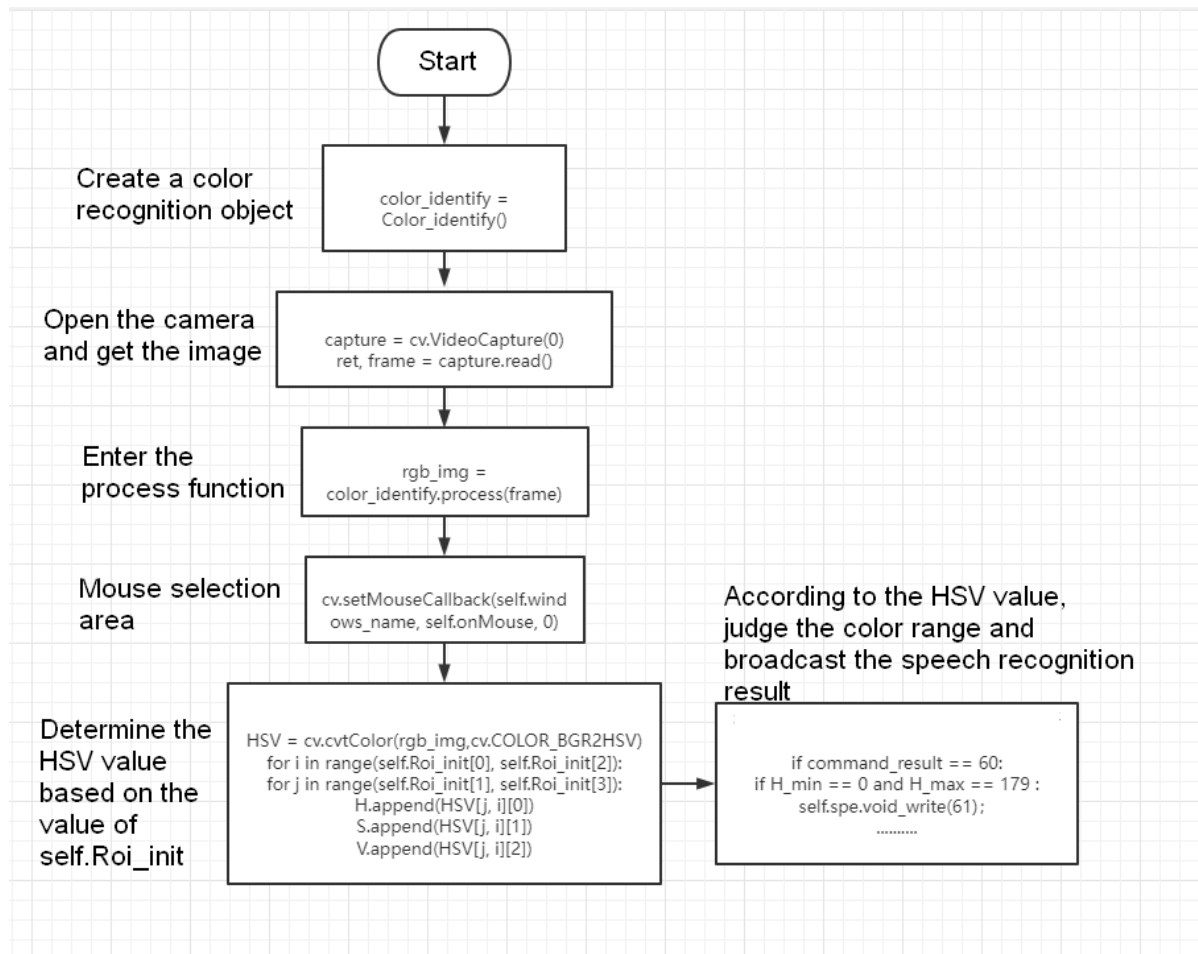 Start
Create a color
recognition object
color_identify =
Color_identify()
Open the camera
and get the image
capture = cv.VideoCapture(0)
ret, frame = capture.read()
Enter the
process function
rgb_img =
color_identify.process(frame)
Mouse selection
area
cv.setMouseCallback(self.wind
ows_name, self.onMouse, 0)
Determine the
HSV value
based on the
value of
self.Roi_init
HSV = cv.cvtColor(rgb_img,cv.COLOR_BGR2HSV)
for i in range(self.Roi_init[0], self.Roi_init[2]):
for j in range(self.Roi_init[1], self.Roi_init[3]):
H.append(HSV[j, i][0])
S.append(HSV[j, i][1])
V.append(HSV[j, i][2])
According to the HSV value,
judge the color range and
broadcast the speech recognition
result
if command_result == 60:
if H_min == 0 and H_max == 179 :
self.spe.void_write(61);
..........